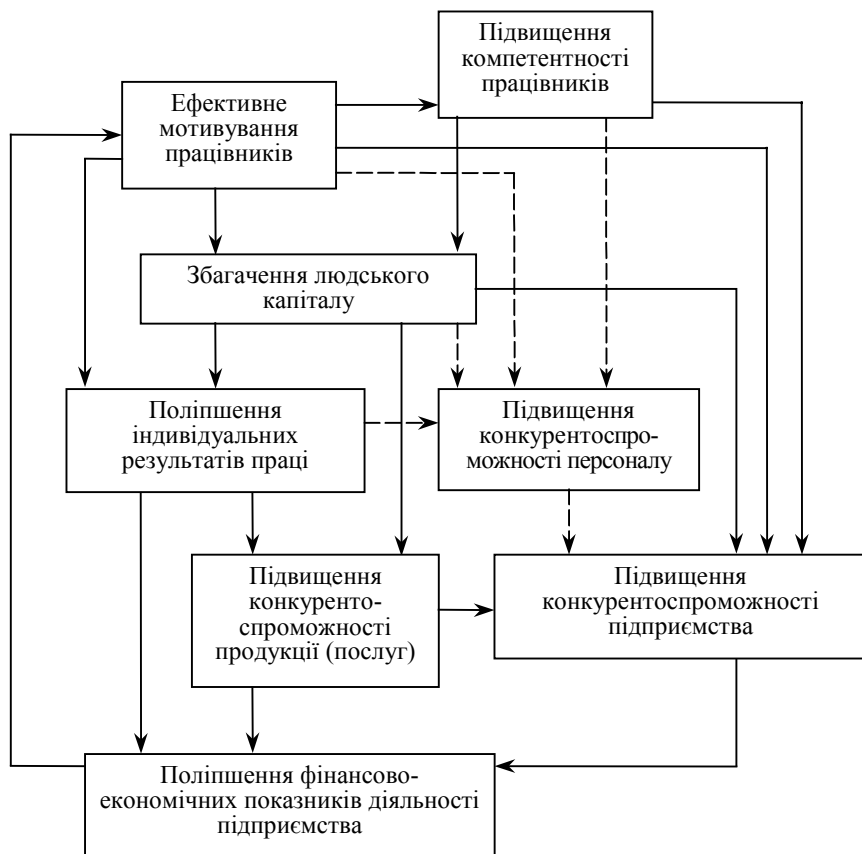 Підвищення
компетентності
працівників
Ефективне
мотивування
працівників
Збагачення людського
капіталу
Поліпшення
індивідуальних
результатів праці
Підвищення
конкурентоспро-
можності персоналу
Підвищення
конкуренто-
спроможності
продукції (послуг)
Підвищення
конкурентоспроможності
підприємства
Поліпшення фінансово-
економічних показників діяльності
підприємства